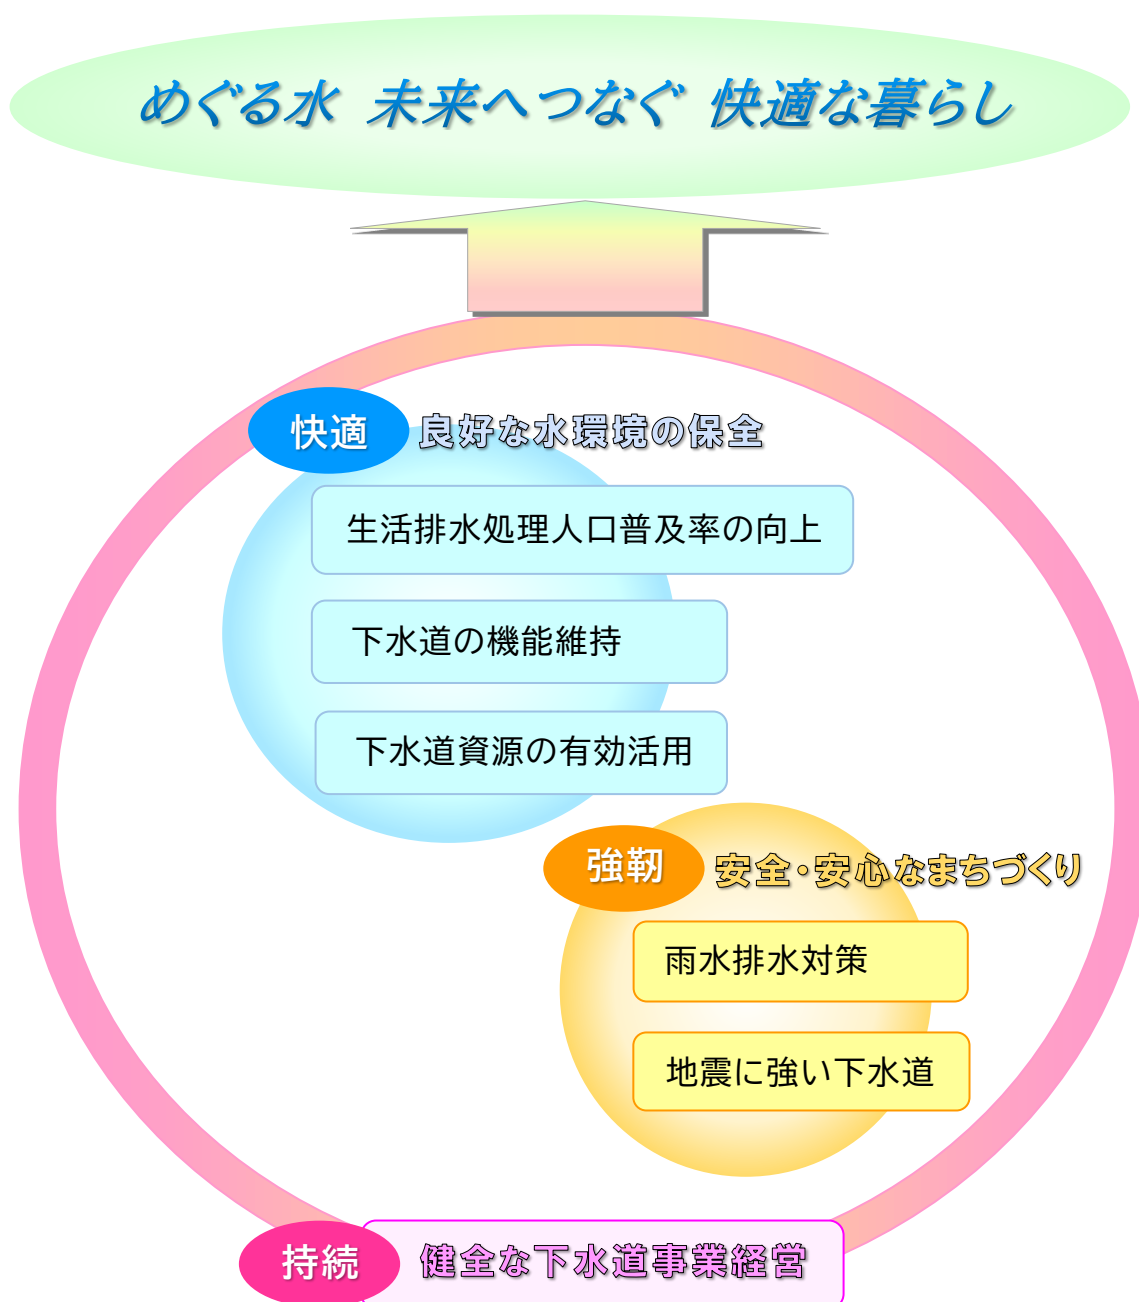 めぐる水 未来へつなぐ 快適な暮らし
快適 良好な水環境の保全
生活排水処理人口普及率の向上
下水道の機能維持
下水道資源の有効活用
強靭 安全・安心なまちづくり
雨水排水対策
地震に強い下水道
持続 健全な下水道事業経営